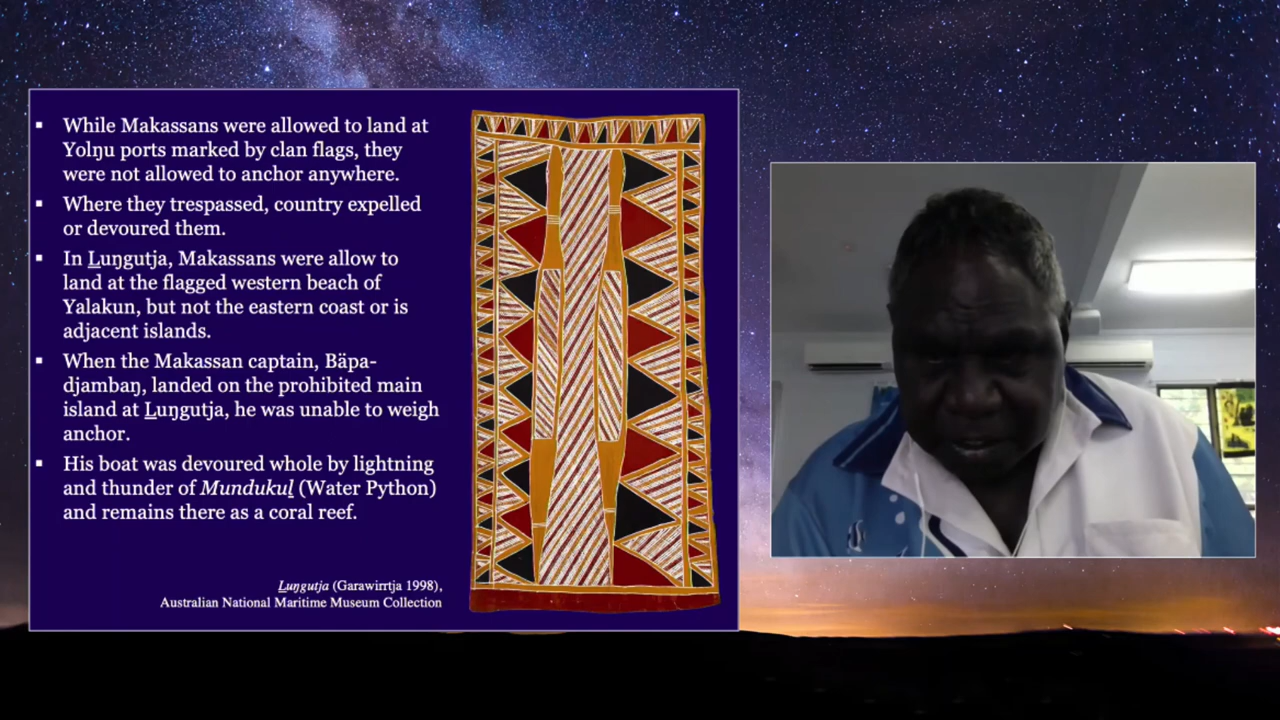 ▪ While Makassans were allowed to land at
Yolŋu ports marked by clan flags, they
were not allowed to anchor anywhere.
▪ Where they trespassed, country expelled
or devoured them.
▪ In Ḻuŋgutja, Makassans were allow to
land at the flagged western beach of
Yalakun, but not the eastern coast or is
adjacent islands.
▪ When the Makassan captain, Bäpa-
djambaŋ, landed on the prohibited main
island at Ḻuŋgutja, he was unable to weigh
anchor.
▪ His boat was devoured whole by lightning
and thunder of Mundukuḻ (Water Python)
and remains there as a coral reef.
Ḻuŋgutja (Garawirrtja 1998),
Australian National Maritime Museum Collection